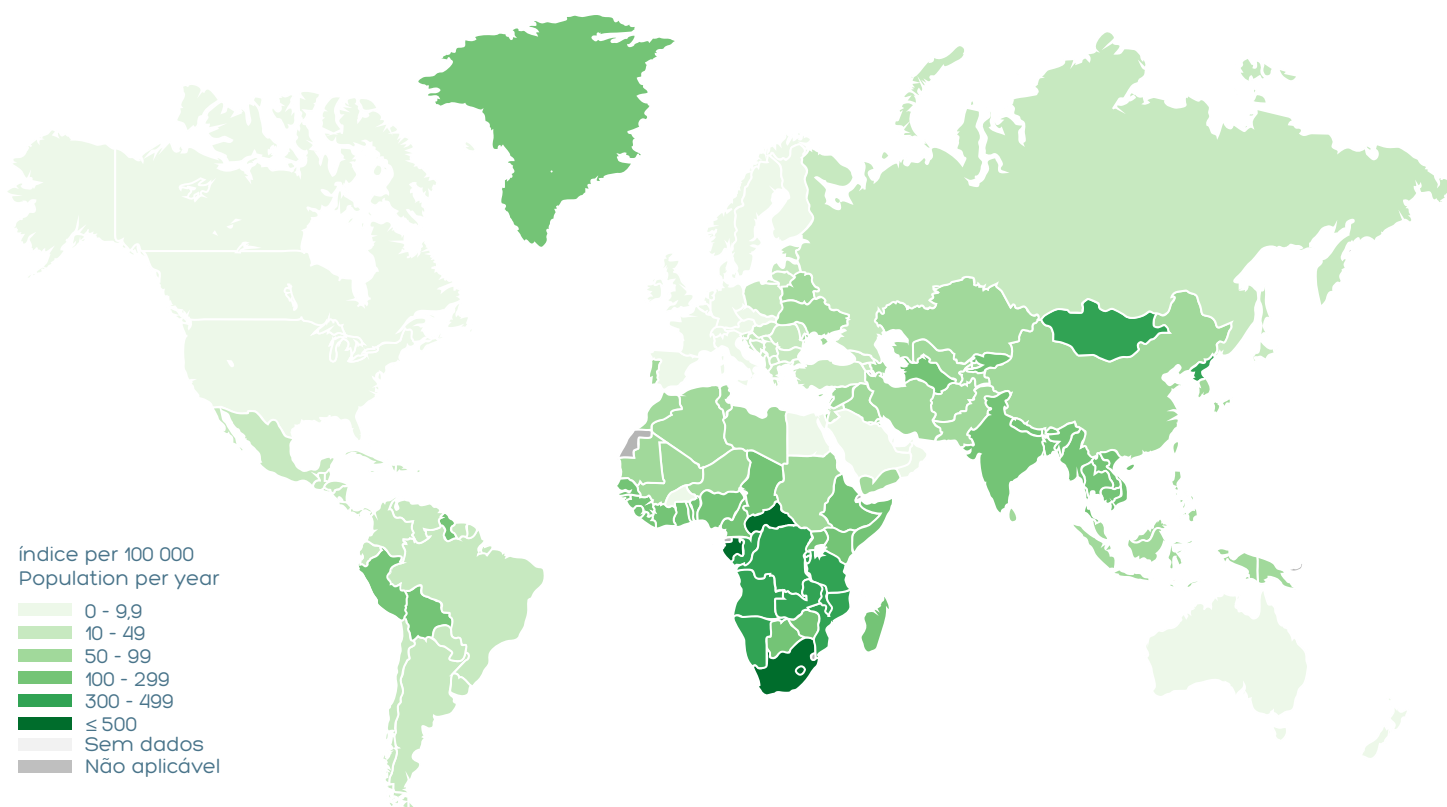 índice per 100 000
Population per year
0 - 9,9
10 - 49
50 - 99
100 - 299
300 - 499
≤ 500
Sem dados
Não aplicável